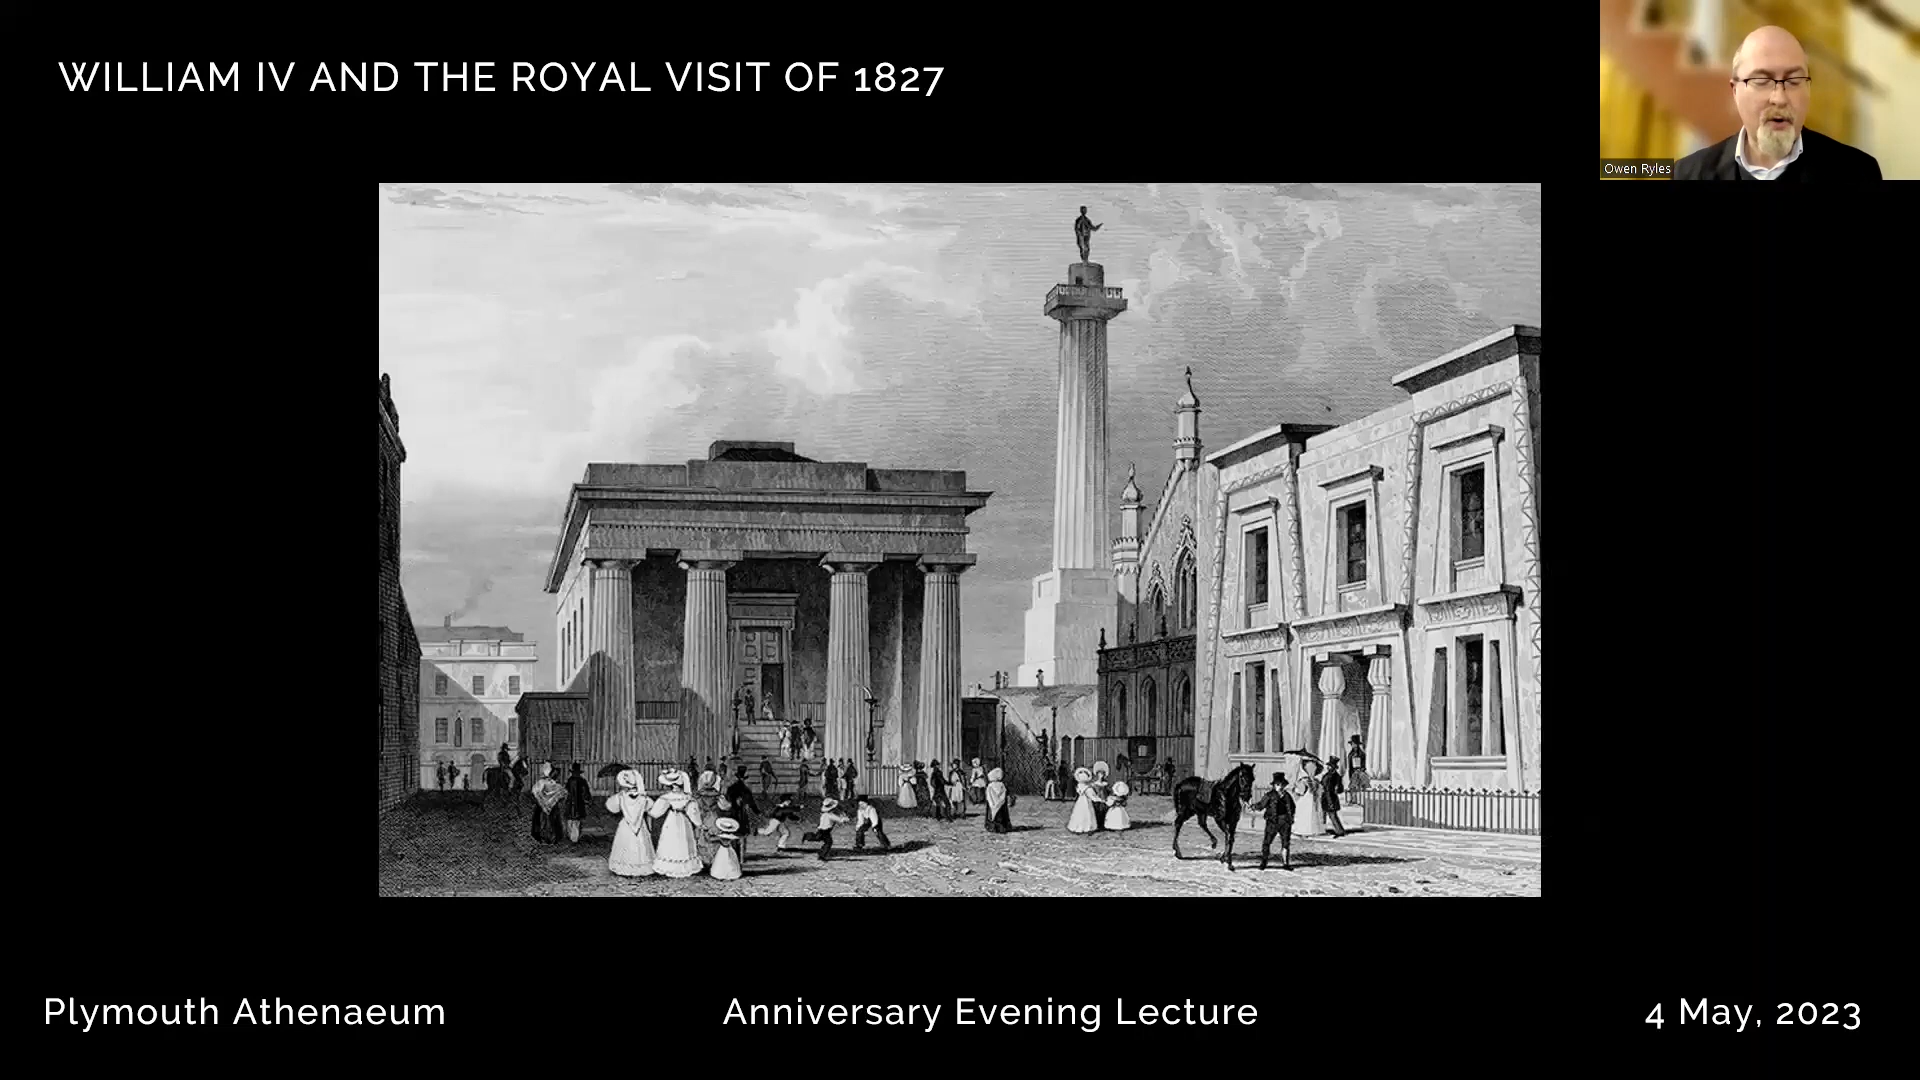 WILLIAM IV AND THE ROYAL VISIT OF 1827
Owen Ryles
Plymouth Athenaeum
Anniversary Evening Lecture
4 May, 2023